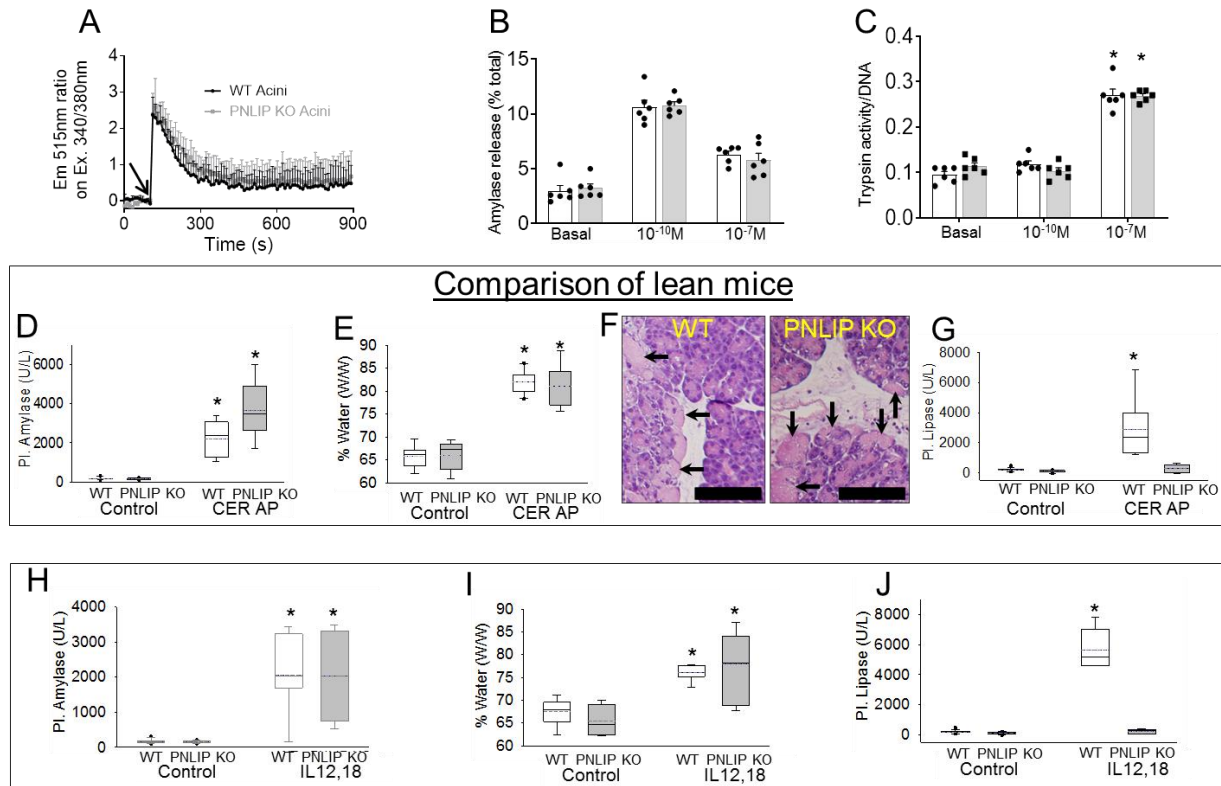 A
Em 515nm ratio
on Ex. 340/380nm
4
3
2
1
0
WT Acini
PNLIP KO Acini
0
300
600
900
Time (s)
B
Amylase release (% total)
15
10
5
0
Basal
10⁻¹⁰M
10⁻⁷M
C
Trypsin activity/DNA
0.4
0.3
0.2
0.1
0.0
* *
Basal
10⁻¹⁰M
10⁻⁷M
Comparison of lean mice
D
Pl. Amylase (U/L)
6000
4000
2000
0
* *
WT PNLIP KO WT PNLIP KO
Control CER AP
E
% Water (W/W)
90
85
80
75
70
65
60
* *
WT PNLIP KO WT PNLIP KO
Control CER AP
F
WT
PNLIP KO
G
Pl. Lipase (U/L)
8000
6000
4000
2000
0
*
WT PNLIP KO WT PNLIP KO
Control CER AP
H
Pl. Amylase (U/L)
4000
3000
2000
1000
0
* *
WT PNLIP KO WT PNLIP KO
Control IL12,18
I
% Water (W/W)
90
85
80
75
70
65
60
* *
WT PNLIP KO WT PNLIP KO
Control IL12,18
J
Pl. Lipase (U/L)
8000
6000
4000
2000
0
*
WT PNLIP KO WT PNLIP KO
Control IL12,18